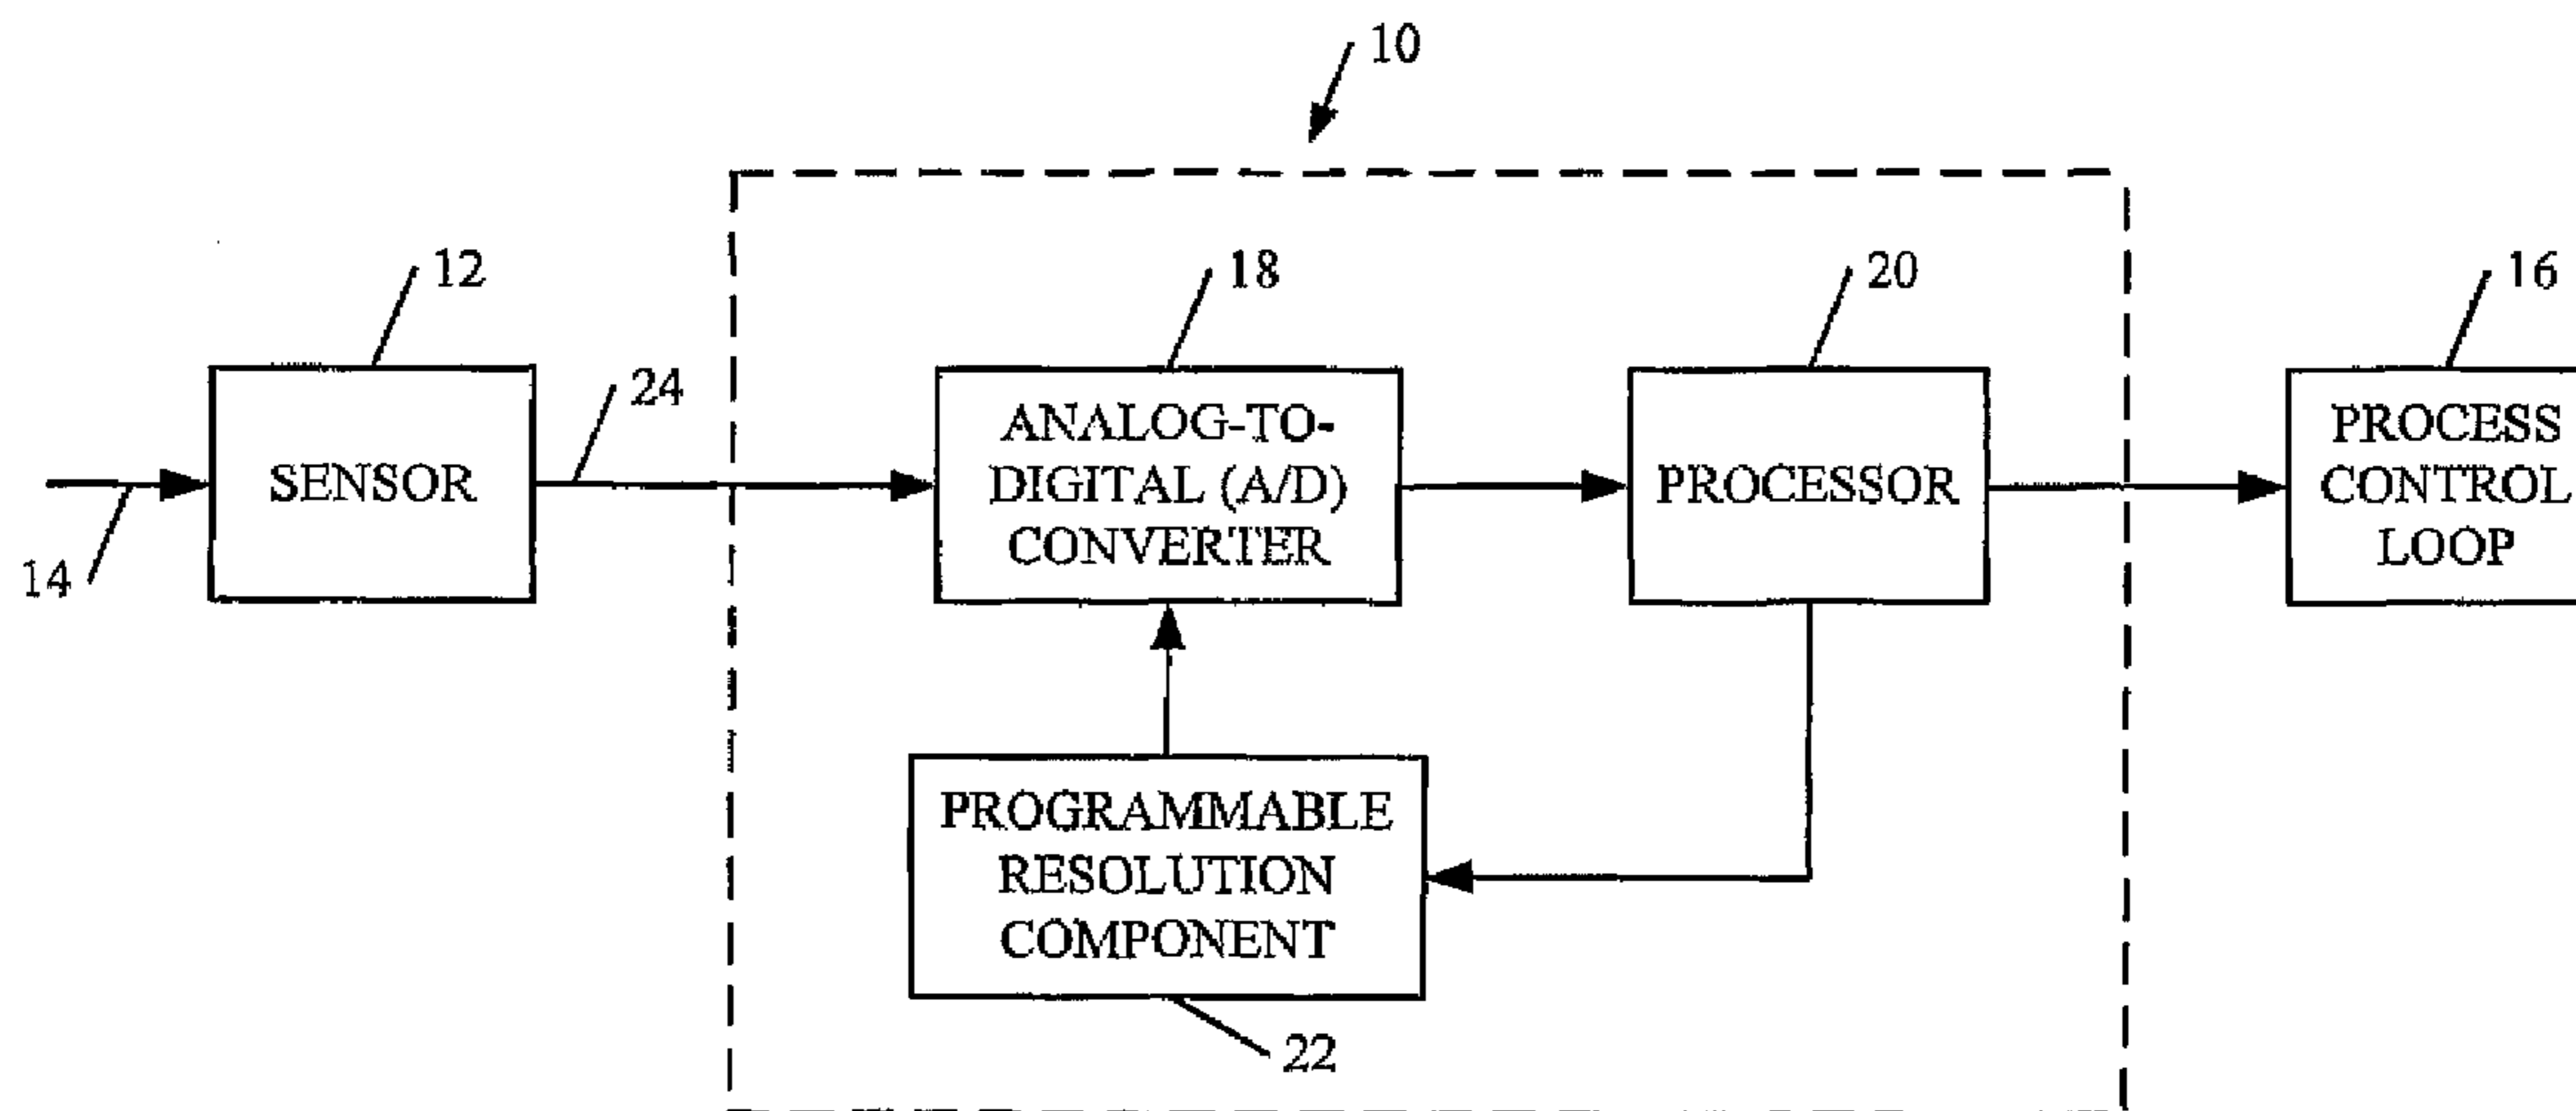 10
12
18
20
16
24
14
SENSOR
ANALOG-TO-
DIGITAL (A/D)
CONVERTER
PROCESSOR
PROCESS
CONTROL
LOOP
PROGRAMMABLE
RESOLUTION
COMPONENT
22